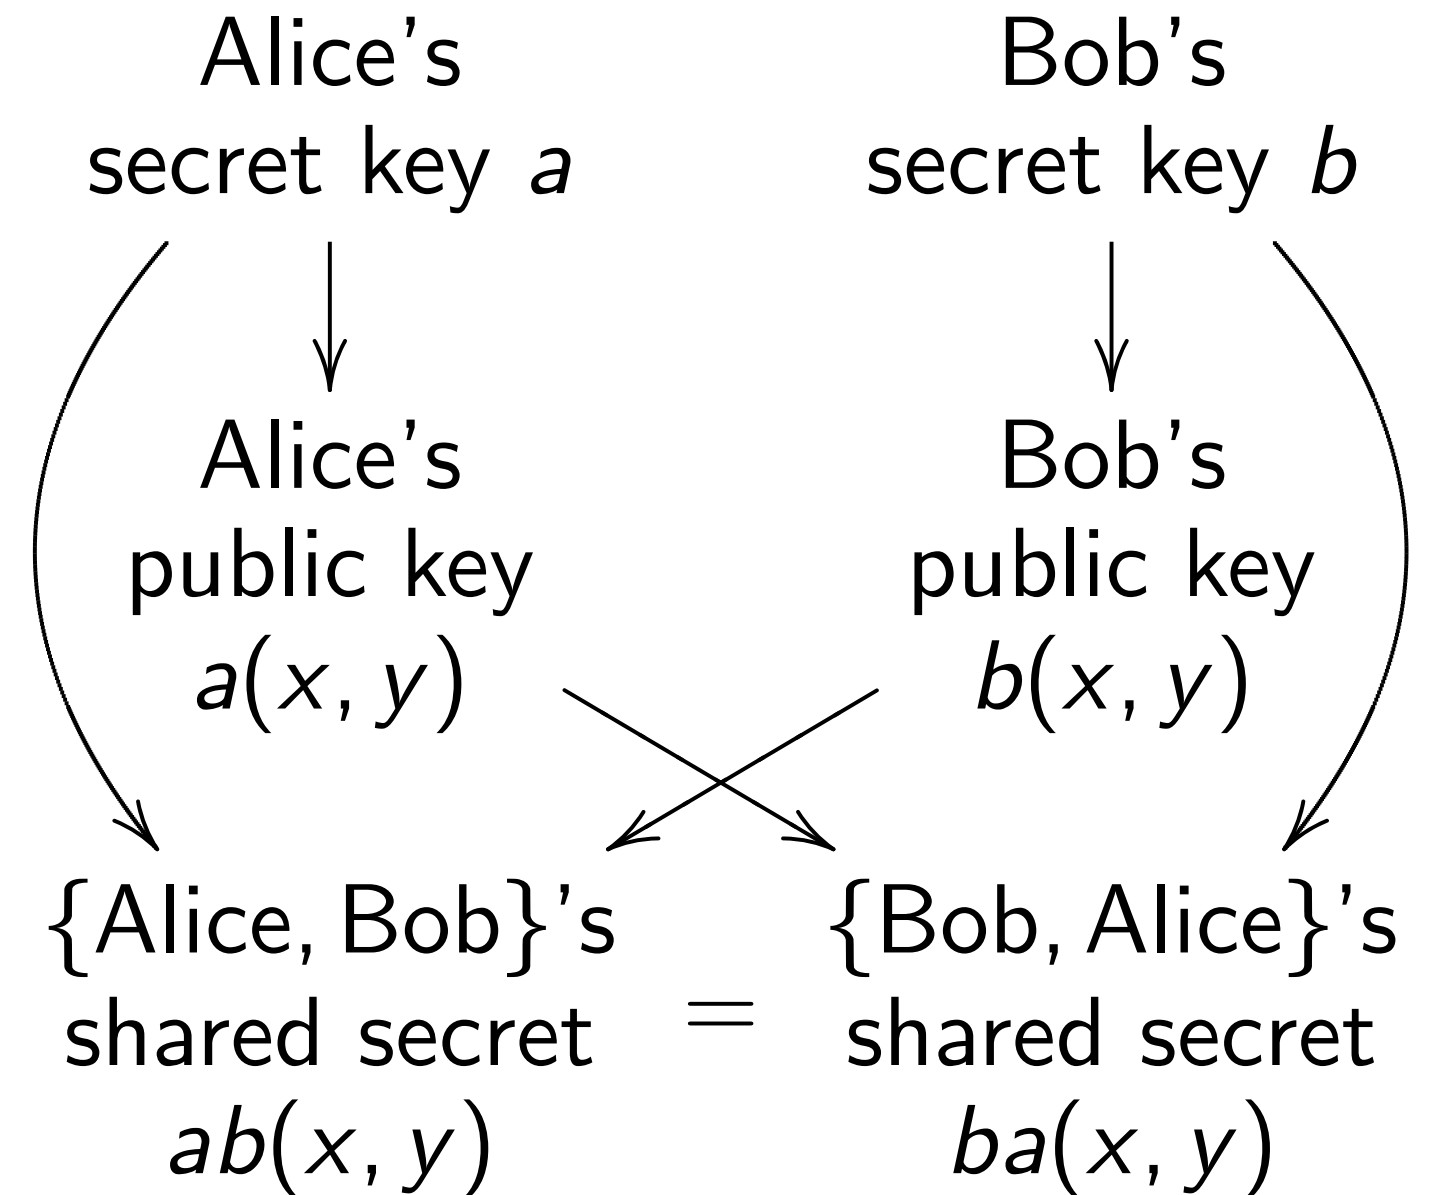 Alice's
secret key a
Bob's
secret key b
Alice's
public key
a(x, y)
Bob's
public key
b(x, y)
{Alice, Bob}'s
shared secret
ab(x, y)
=
{Bob, Alice}'s
shared secret
ba(x, y)